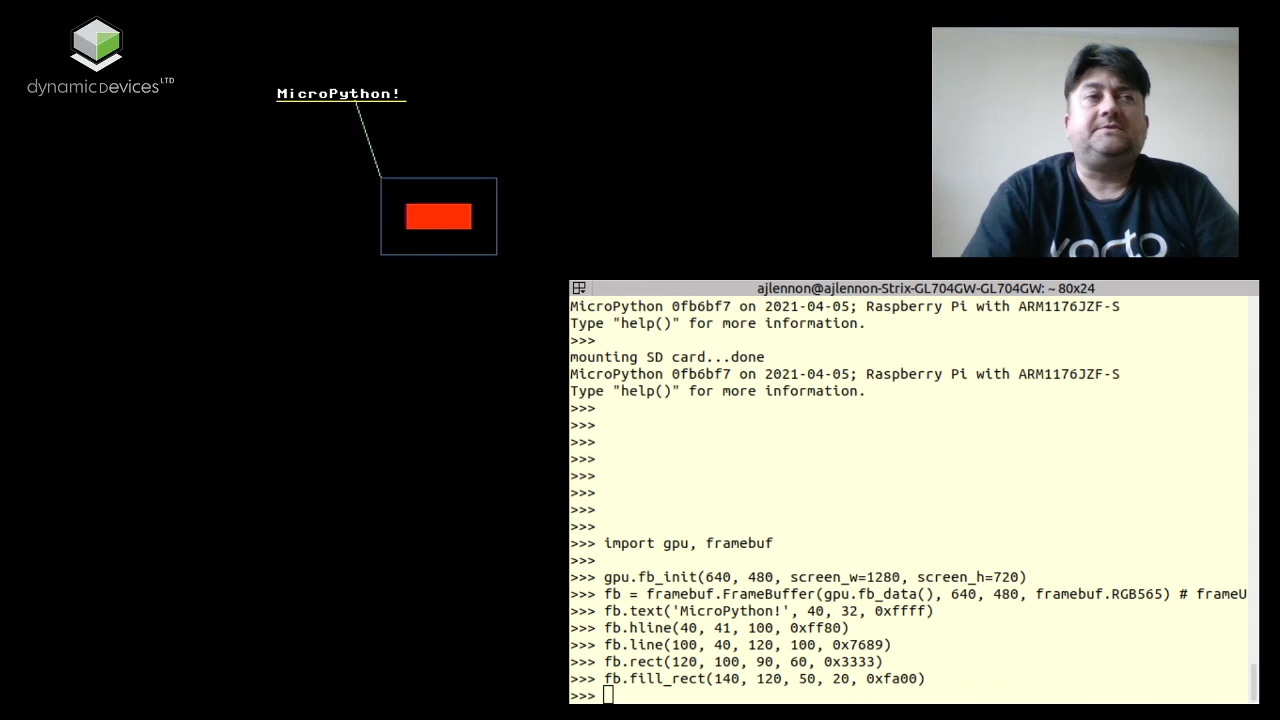 dynamicDevices LTD
MicroPython!
yocto
ajlennon@ajlennon-Strix-GL704GW-GL704GW: ~ 80x24
MicroPython 0fb6bf7 on 2021-04-05; Raspberry Pi with ARM1176JZF-S
Type "help()" for more information.
>>>
mounting SD card...done
MicroPython 0fb6bf7 on 2021-04-05; Raspberry Pi with ARM1176JZF-S
Type "help()" for more information.
>>>
>>>
>>>
>>>
>>>
>>>
>>>
>>>
>>> import gpu, framebuf
>>>
>>> gpu.fb_init(640, 480, screen_w=1280, screen_h=720)
>>> fb = framebuf.FrameBuffer(gpu.fb_data(), 640, 480, framebuf.RGB565) # frameU
>>> fb.text('MicroPython!', 40, 32, 0xffff)
>>> fb.hline(40, 41, 100, 0xff80)
>>> fb.line(100, 40, 120, 100, 0x7689)
>>> fb.rect(120, 100, 90, 60, 0x3333)
>>> fb.fill_rect(140, 120, 50, 20, 0xfa00)
>>>